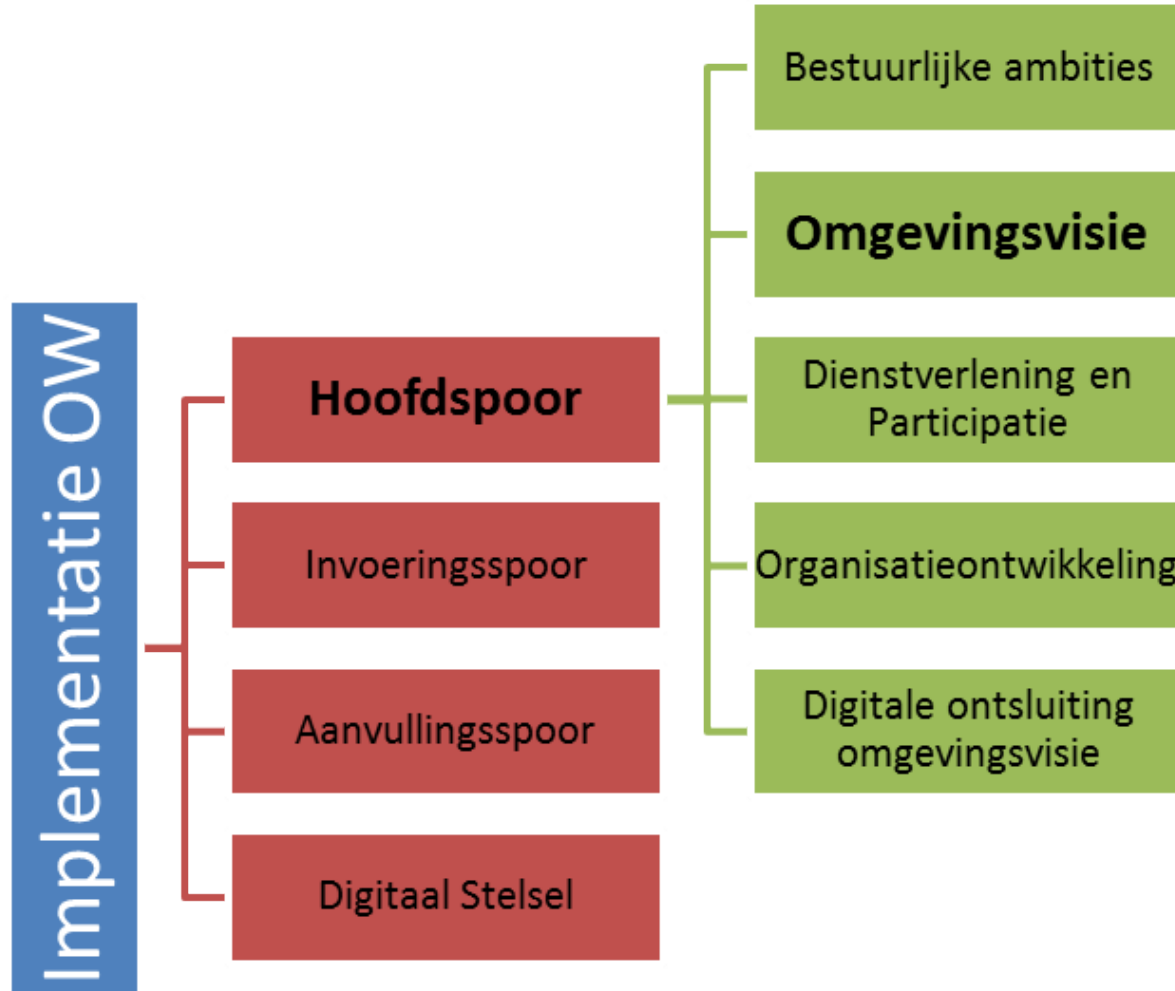 Implementatie OW
Hoofdspoor
Invoeringsspoor
Aanvullingsspoor
Digitaal Stelsel
Bestuurlijke ambities
Omgevingsvisie
Dienstverlening en
Participatie
Organisatieontwikkeling
Digitale ontsluiting
omgevingsvisie